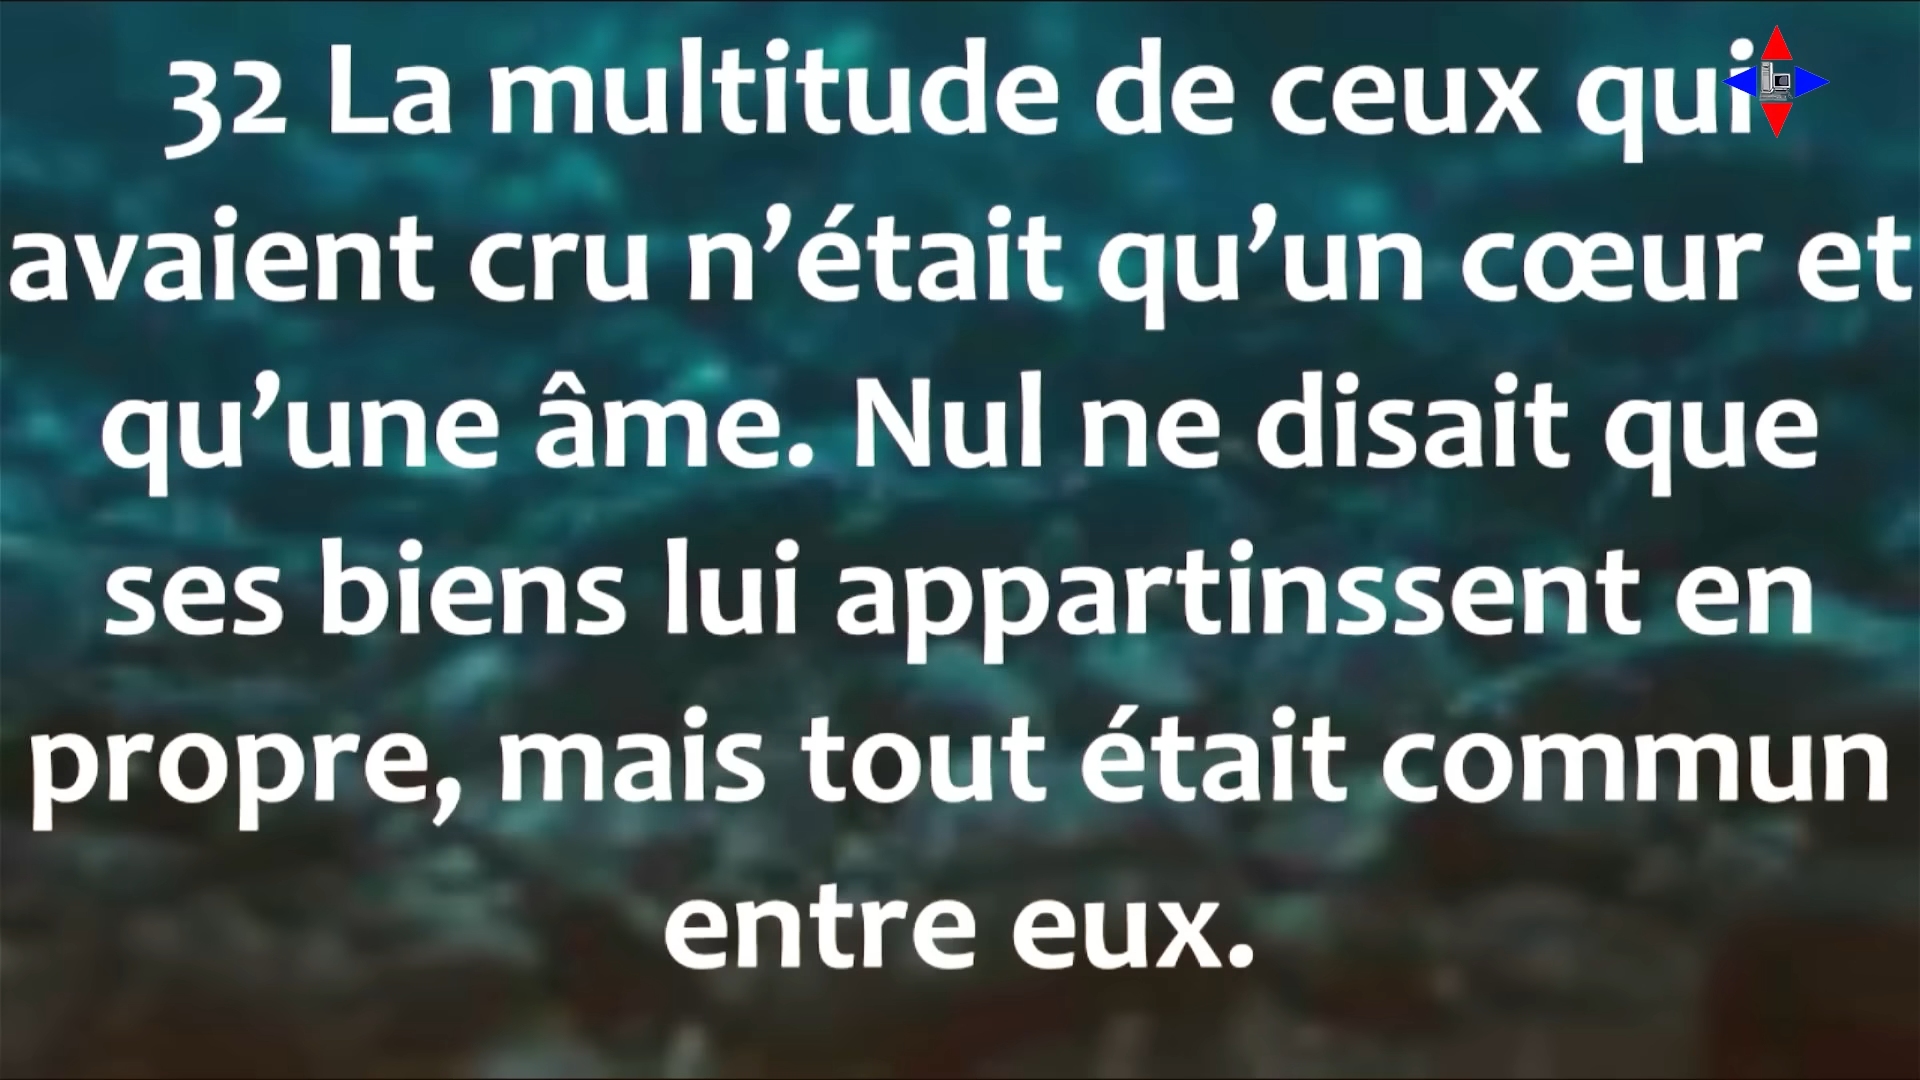 32 La multitude de ceux qui
avaient cru n’était qu’un cœur et
qu’une âme. Nul ne disait que
ses biens lui appartinssent en
propre, mais tout était commun
entre eux.